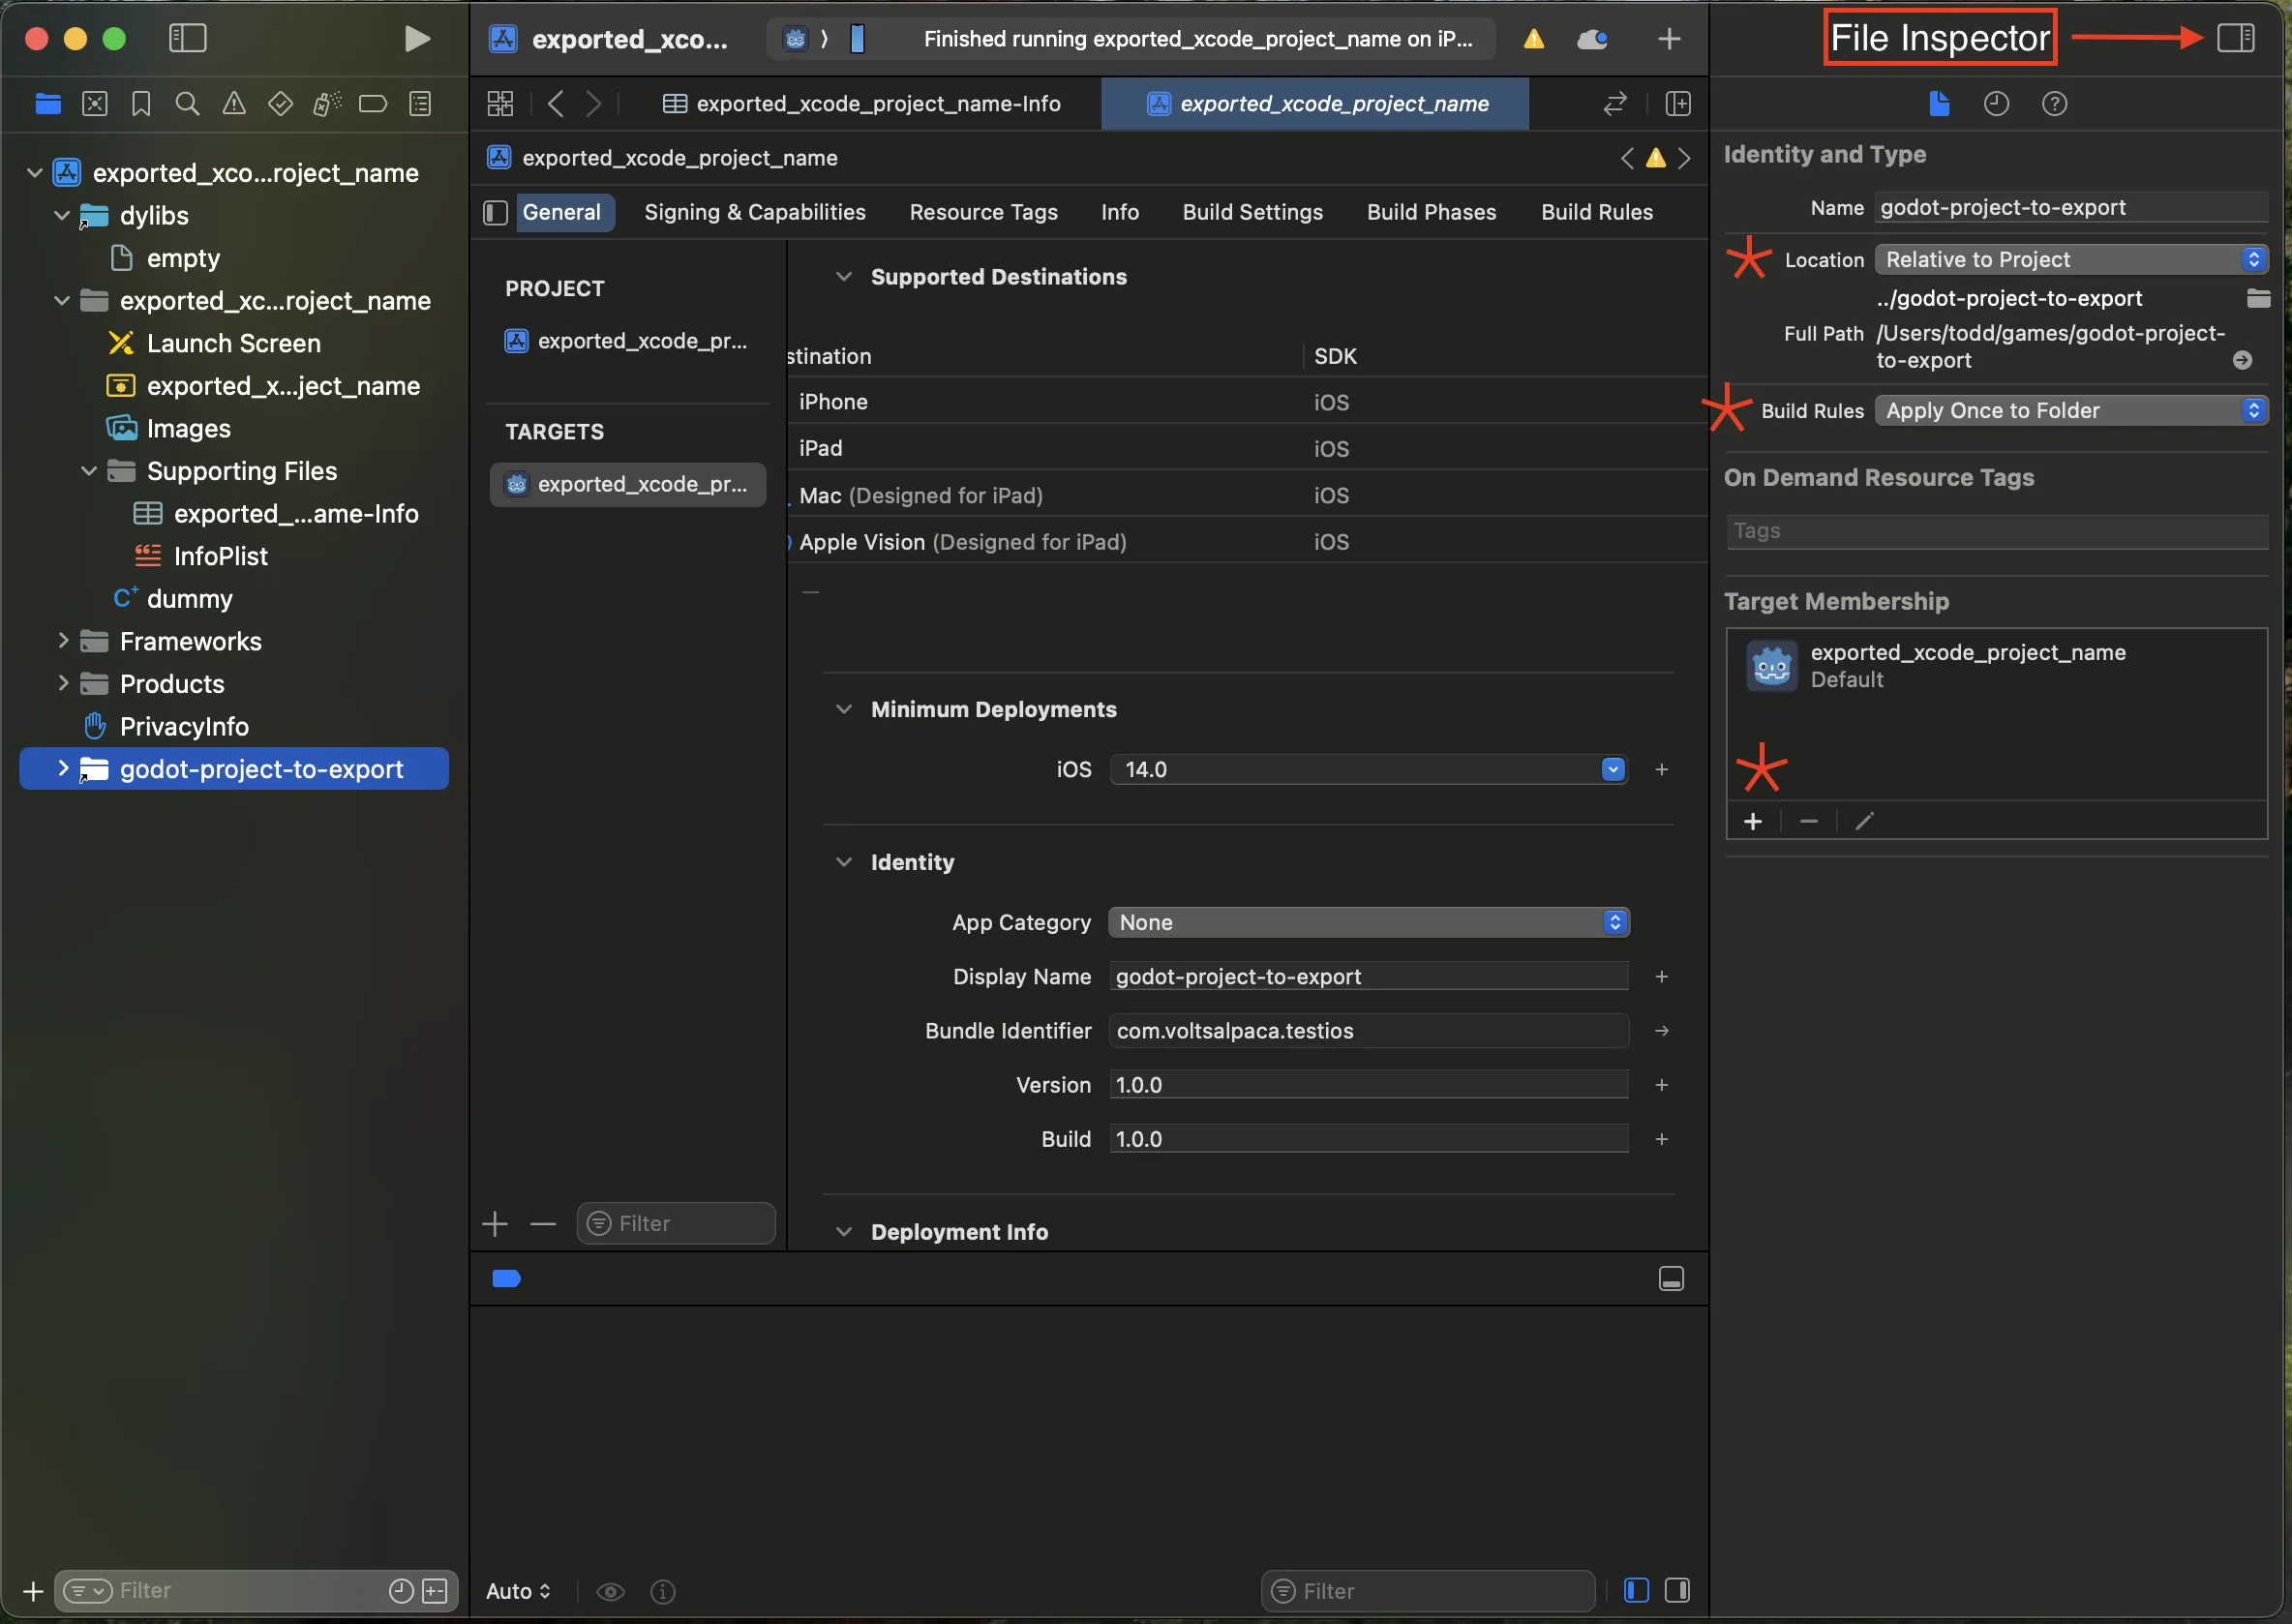 exported_xco...
Finished running exported_xcode_project_name on iP...
File Inspector
exported_xcode_project_name-Info
exported_xcode_project_name
exported_xcode_project_name
General
Signing & Capabilities
Resource Tags
Info
Build Settings
Build Phases
Build Rules
exported_xco...roject_name
dylibs
empty
exported_xc...roject_name
Launch Screen
exported_x...ject_name
Images
Supporting Files
exported_...ame-Info
InfoPlist
dummy
Frameworks
Products
PrivacyInfo
godot-project-to-export
Filter
PROJECT
exported_xcode_pr...
TARGETS
exported_xcode_pr...
Filter
Supported Destinations
stination SDK
iPhone iOS
iPad iOS
Mac (Designed for iPad) iOS
Apple Vision (Designed for iPad) iOS
Minimum Deployments
iOS 14.0
Identity
App Category None
Display Name godot-project-to-export
Bundle Identifier com.voltsalpaca.testios
Version 1.0.0
Build 1.0.0
Deployment Info
Auto
Filter
Identity and Type
Name godot-project-to-export
Location Relative to Project
../godot-project-to-export
Full Path /Users/todd/games/godot-project-
to-export
Build Rules Apply Once to Folder
On Demand Resource Tags
Tags
Target Membership
exported_xcode_project_name
Default